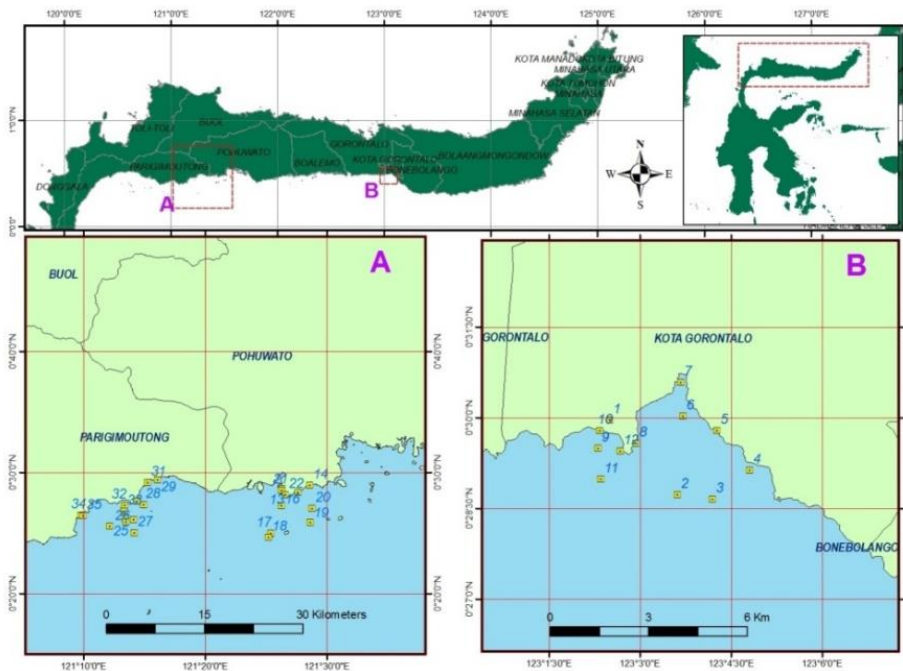 120°0'0"E 121°0'0"E 122°0'0"E 123°0'0"E 124°0'0"E 125°0'0"E 126°0'0"E 127°0'0"E
KOTA MANADO KOTA BITUNG
MINAHASA UTARA
KOTA TOMOHON
MINAHASA
MINAHASA SELATAN
1°0'0"N
TOLI-TOLI
BUOL
GORONTALO
PARIGIMOUTONG
POHUWATO
BOALEMO
KOTA GORONTALO
BONEBOLANGO
BOLAANGMONGONDOW
DONGGALA
A
B
0°0'0"
N
W E
S
A
BUOL
POHUWATO
PARIGIMOUTONG
0°40'0"N
0°30'0"N
0°20'0"N
31
29
32
28
34
35
27
25
14
22
13
16
20
19
17
18
0 15 30 Kilometers
121°10'0"E 121°20'0"E 121°30'0"E
B
GORONTALO
KOTA GORONTALO
BONEBOLANGO
0°31'30"N
0°30'0"N
0°28'30"N
0°27'0"N
7
1
6
10
5
9
12
8
4
11
2
3
0 3 6 Km
123°1'30"E 123°3'0"E 123°4'30"E 123°6'0"E